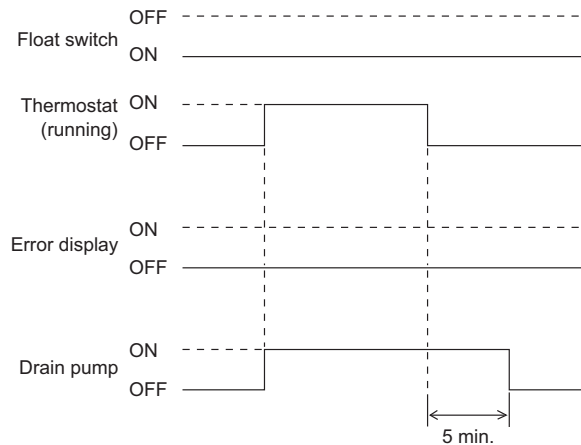 OFF
Float switch
ON
Thermostat
(running)
ON
OFF
Error display
ON
OFF
Drain pump
ON
OFF
5 min.